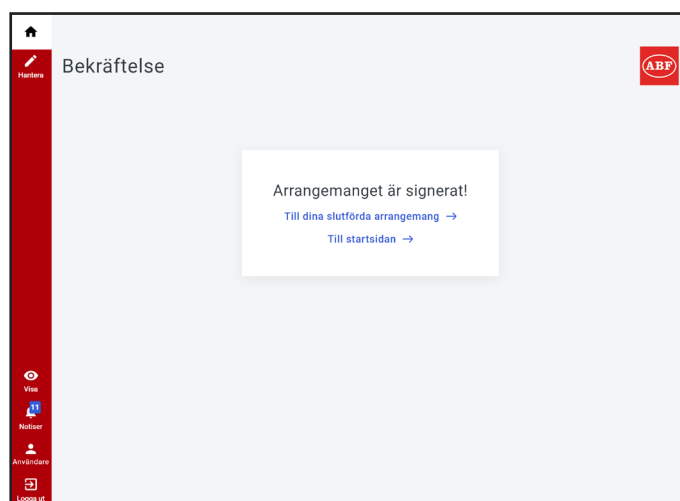 Hantera
Bekräftelse
ABF
Arrangemanget är signerat!
Till dina slutförda arrangemang →
Till startsidan →
Visa
11
Notiser
Användare
Logga ut